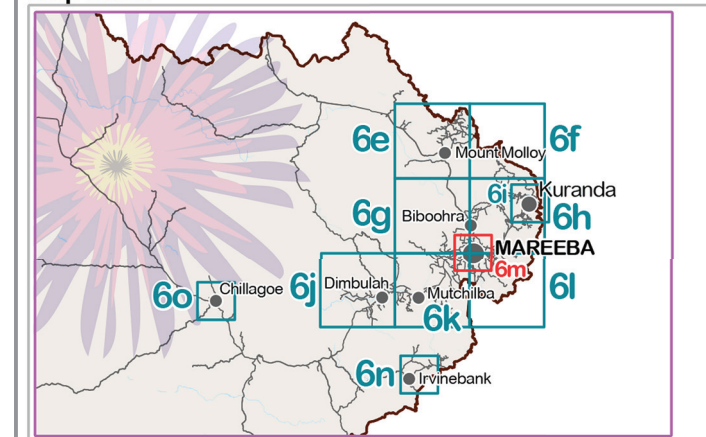 6e
6f
Mount Molloy
6i
Kuranda
6g
Biboohra
6h
MAREEBA
6m
6o
Chillagoe
6j
Dimbulah
Mutchilba
6k
6l
6n
Irvinebank